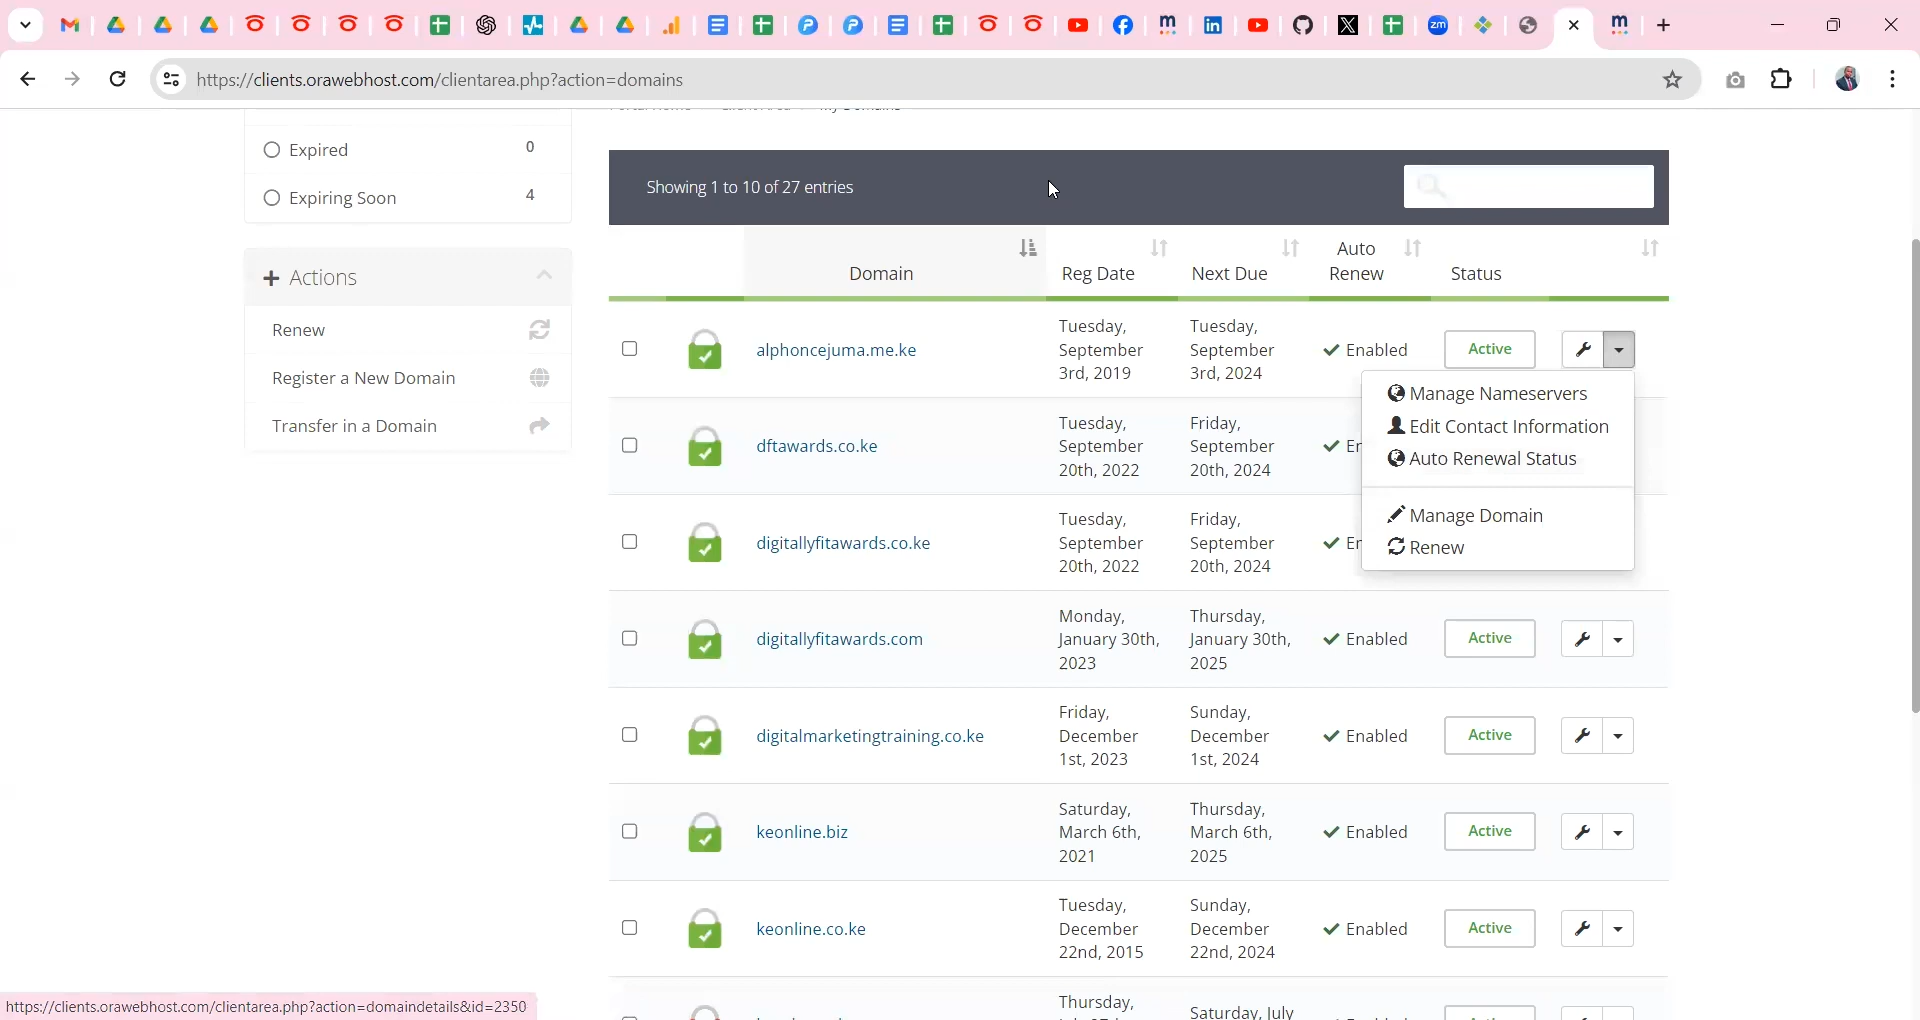 https://clients.orawebhost.com/clientarea.php?action=domains
Expired 0
Expiring Soon 4
Actions
Renew
Register a New Domain
Transfer in a Domain
Showing 1 to 10 of 27 entries
Domain
Reg Date
Next Due
Auto
Renew
Status
alphoncejuma.me.ke
Tuesday,
September
3rd, 2019
Tuesday,
September
3rd, 2024
Enabled
Active
Manage Nameservers
Edit Contact Information
Auto Renewal Status
Manage Domain
Renew
dftawards.co.ke
Tuesday,
September
20th, 2022
Friday,
September
20th, 2024
digitallyfitawards.co.ke
Tuesday,
September
20th, 2022
Friday,
September
20th, 2024
digitallyfitawards.com
Monday,
January 30th,
2023
Thursday,
January 30th,
2025
Enabled
Active
digitalmarketingtraining.co.ke
Friday,
December
1st, 2023
Sunday,
December
1st, 2024
Enabled
Active
keonline.biz
Saturday,
March 6th,
2021
Thursday,
March 6th,
2025
Enabled
Active
keonline.co.ke
Tuesday,
December
22nd, 2015
Sunday,
December
22nd, 2024
Enabled
Active
Thursday,
Saturday, July
https://clients.orawebhost.com/clientarea.php?action=domaindetails&id=2350